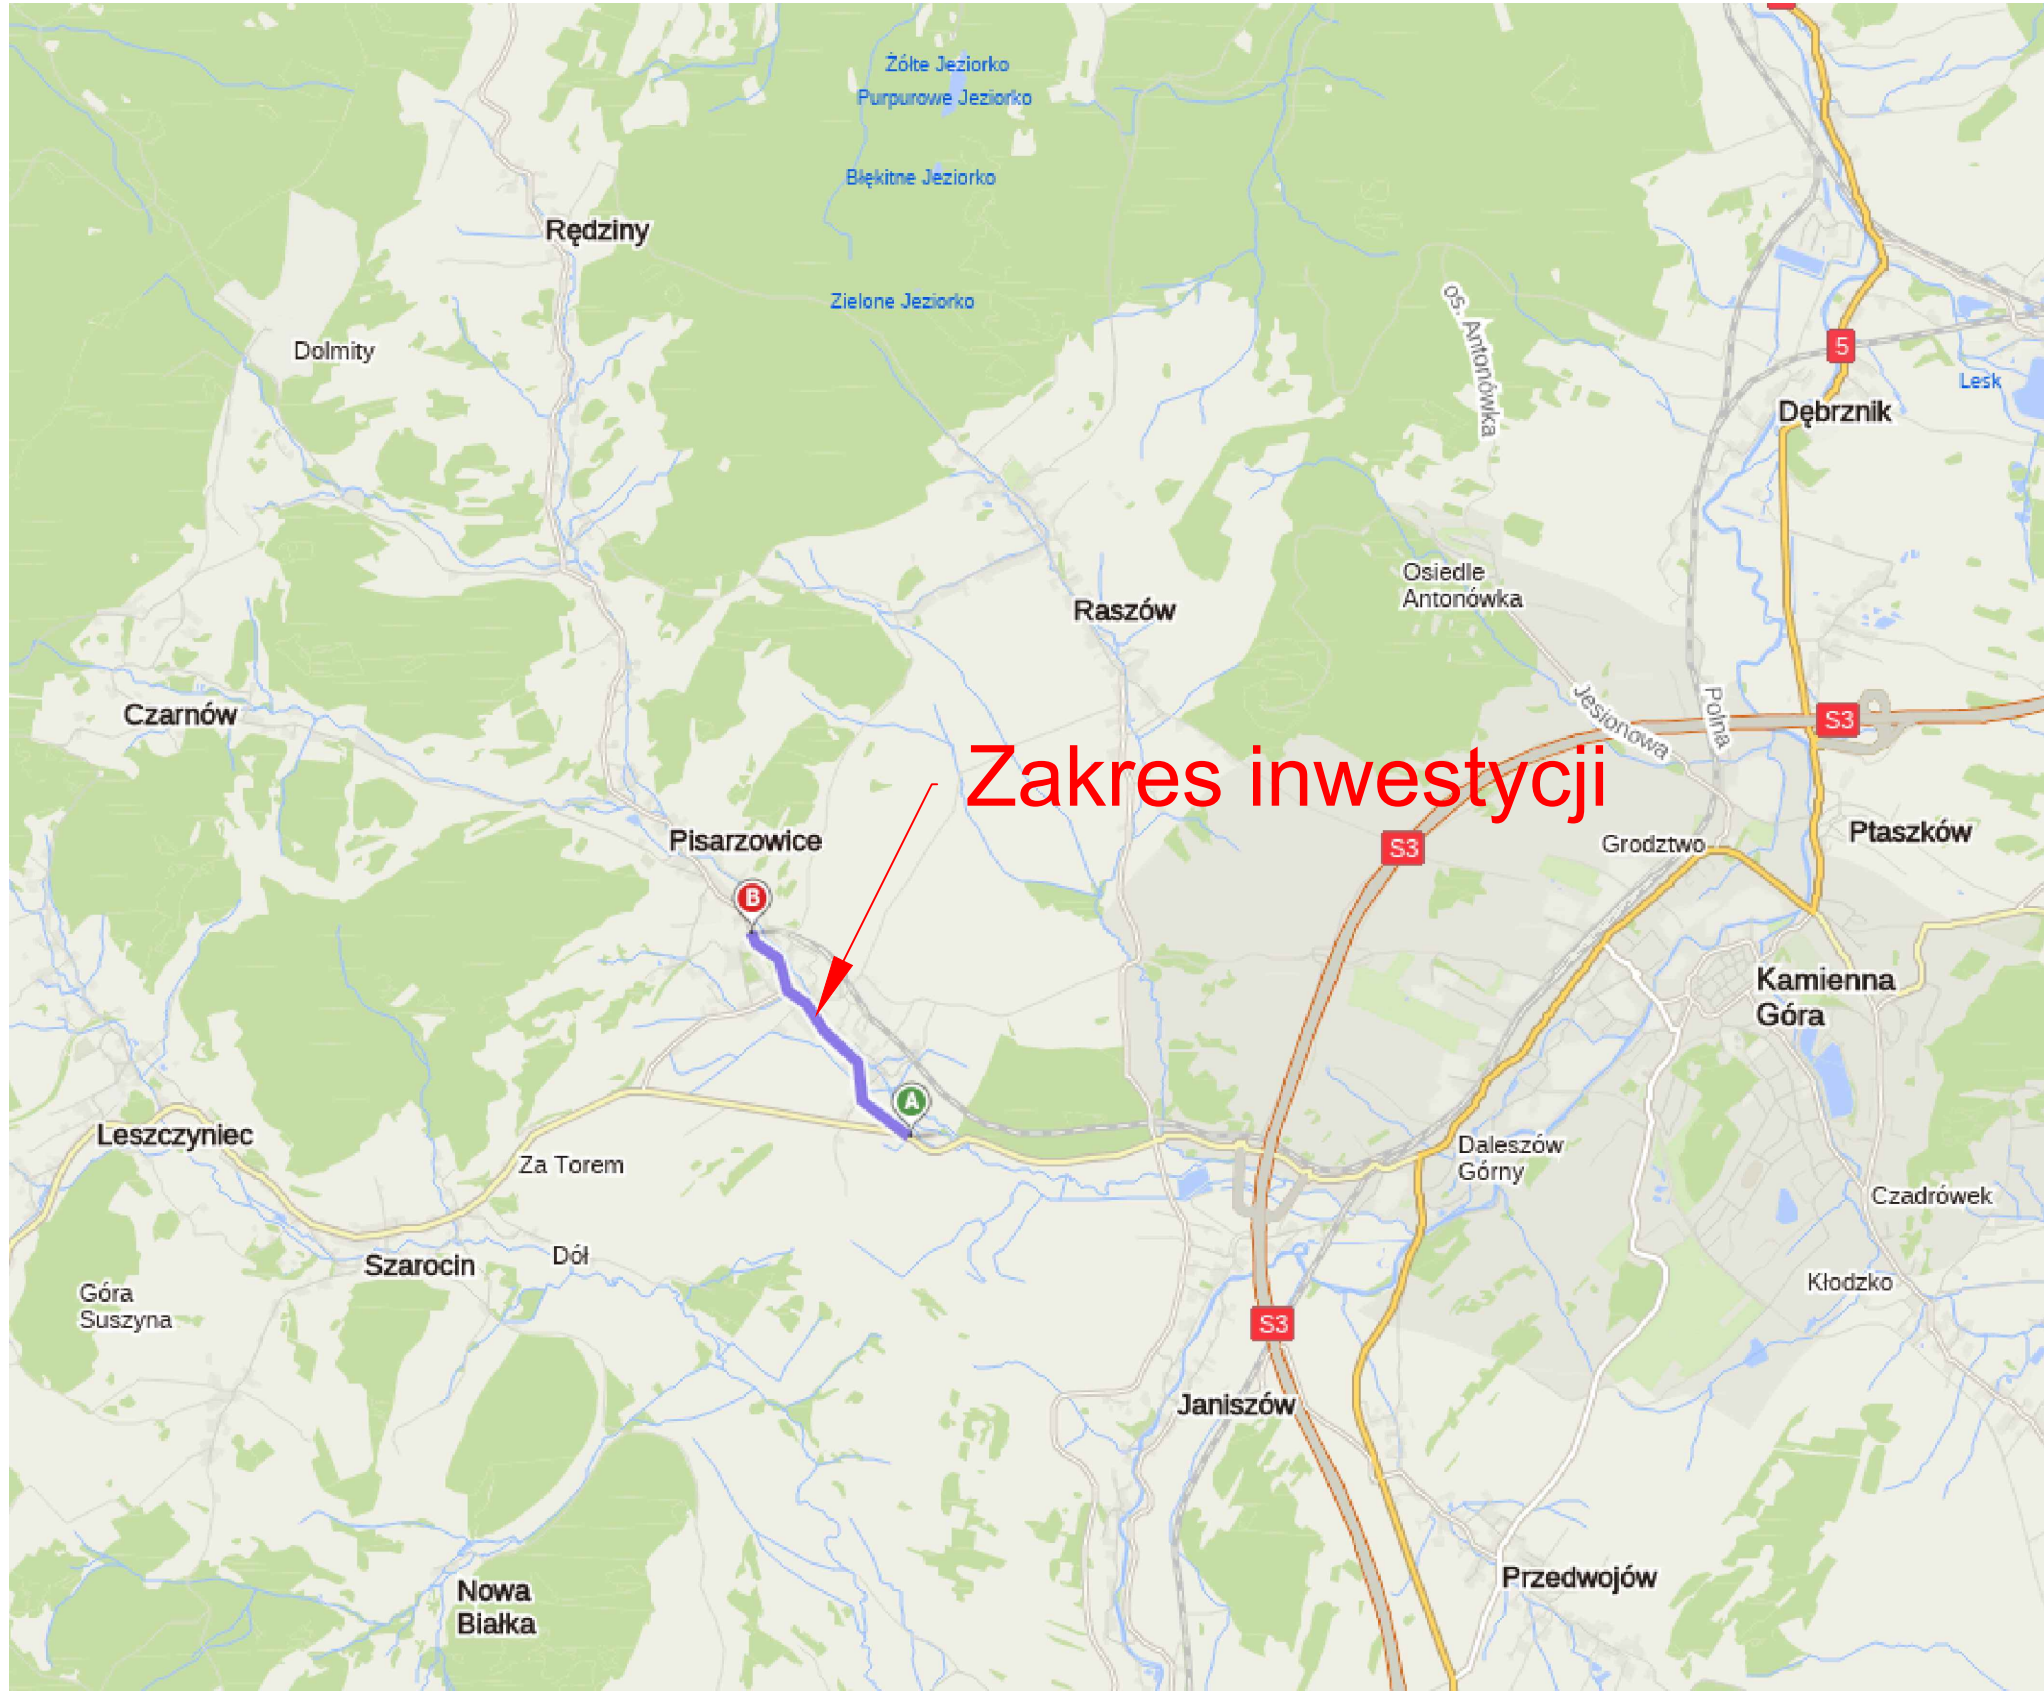 Żółte Jeziorko
Purpurowe Jeziorko
Błękitne Jeziorko
Rędziny
Zielone Jeziorko
os. Antonówka
5
Dolmity
Lesk
Dębrznik
Osiedle
Antonówka
Raszów
Czarnów
Jesionowa
Polna
S3
Zakres inwestycji
Pisarzowice
S3
Grodztwo
Ptaszków
B
Kamienna
Góra
A
Leszczyniec
Za Torem
Daleszów
Górny
Czadrówek
Szarocin
Dół
Góra
Suszyna
Kłodzko
S3
Janiszów
Przedwojów
Nowa
Białka